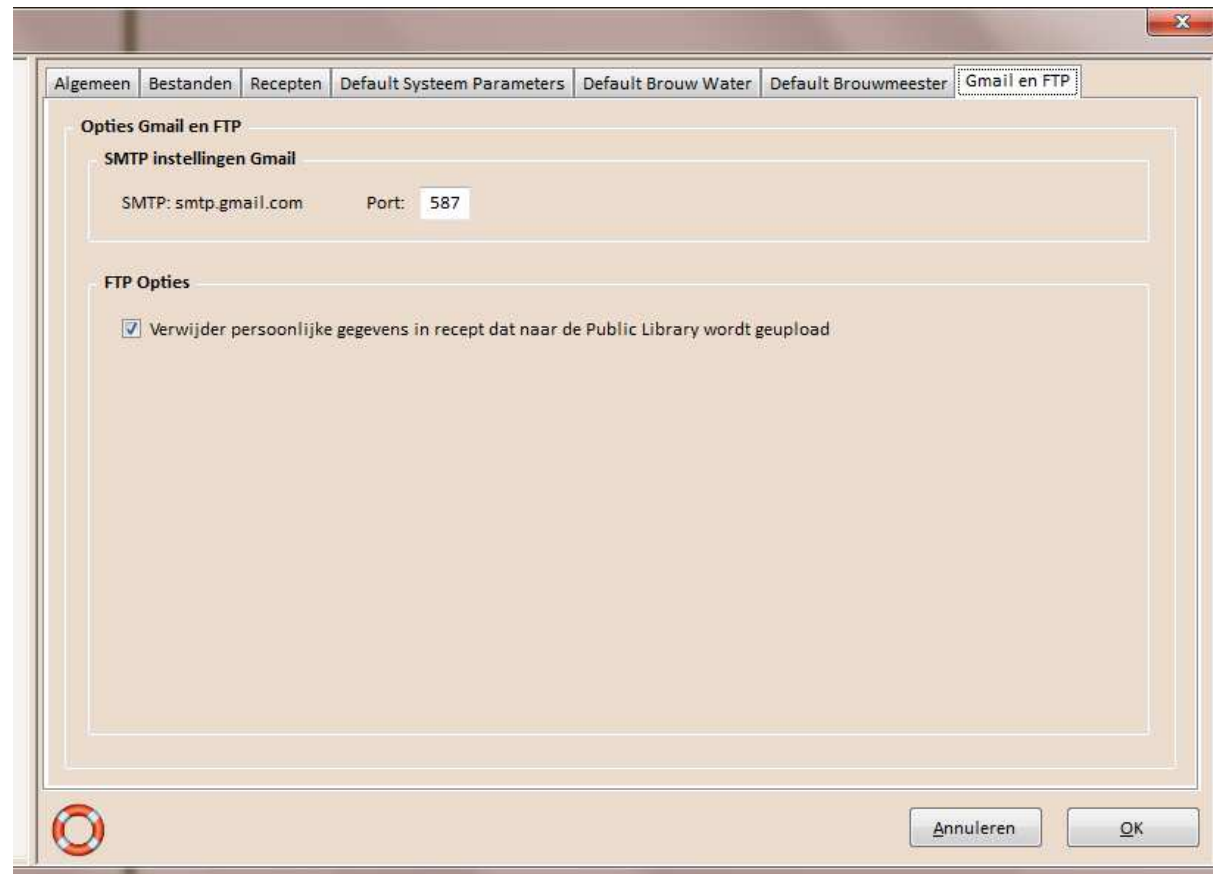 Algemeen Bestanden Recepten Default Systeem Parameters Default Brouw Water Default Brouwmeester Gmail en FTP
Opties Gmail en FTP
SMTP instellingen Gmail
SMTP: smtp.gmail.com Port: 587
FTP Opties
Verwijder persoonlijke gegevens in recept dat naar de Public Library wordt geupload
Annuleren OK